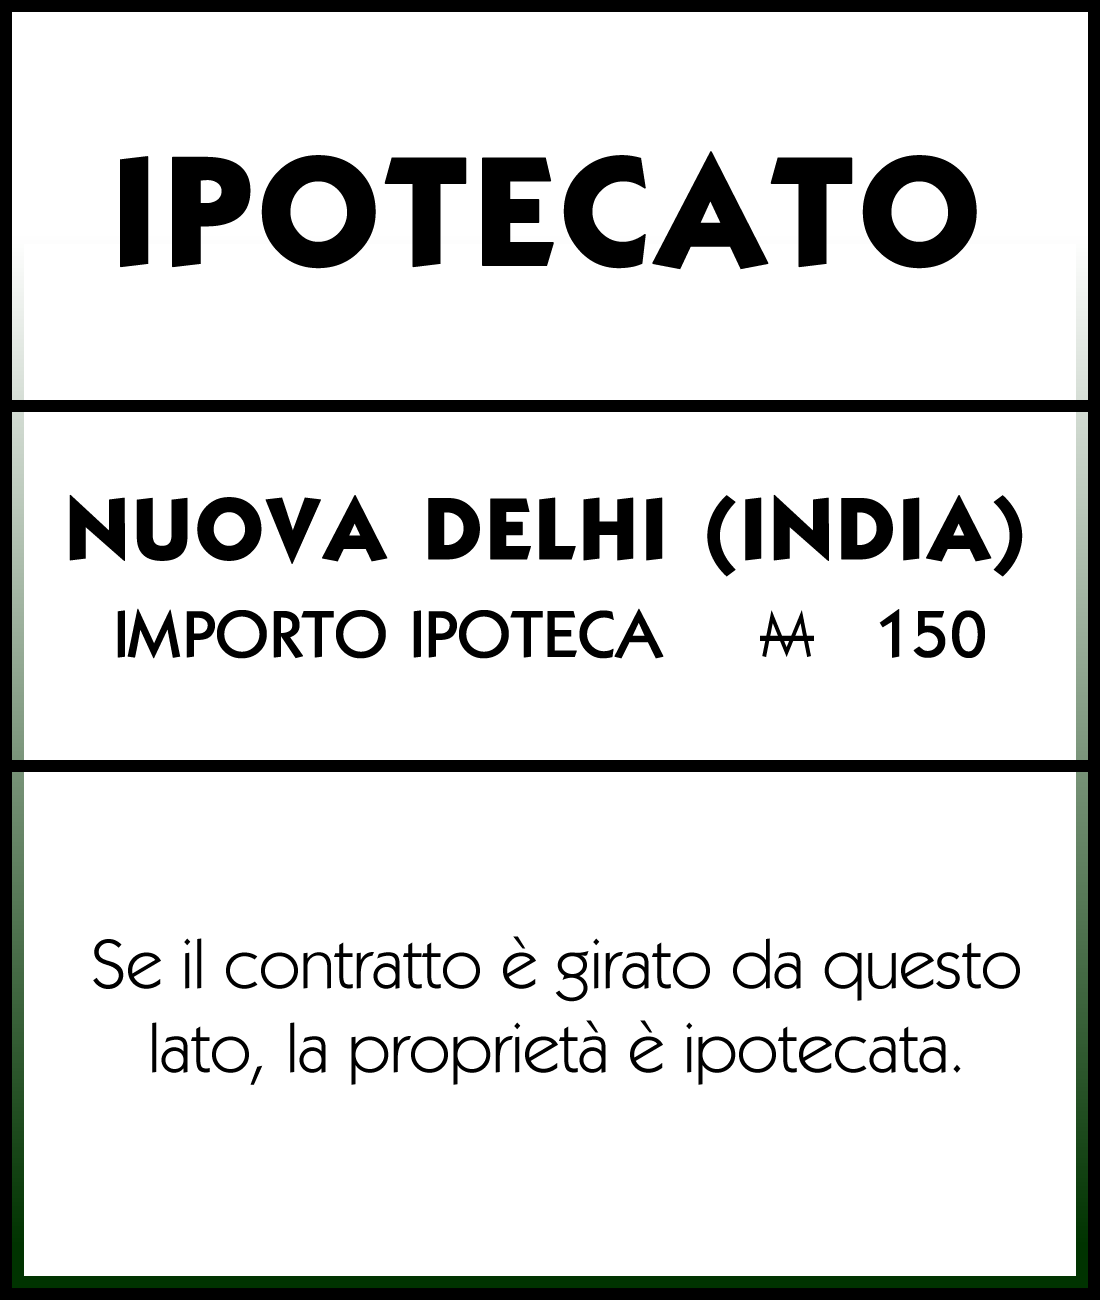 IPOTECATO
NUOVA DELHI (INDIA)
IMPORTO IPOTECA M 150
Se il contratto è girato da questo
lato, la proprietà è ipotecata.